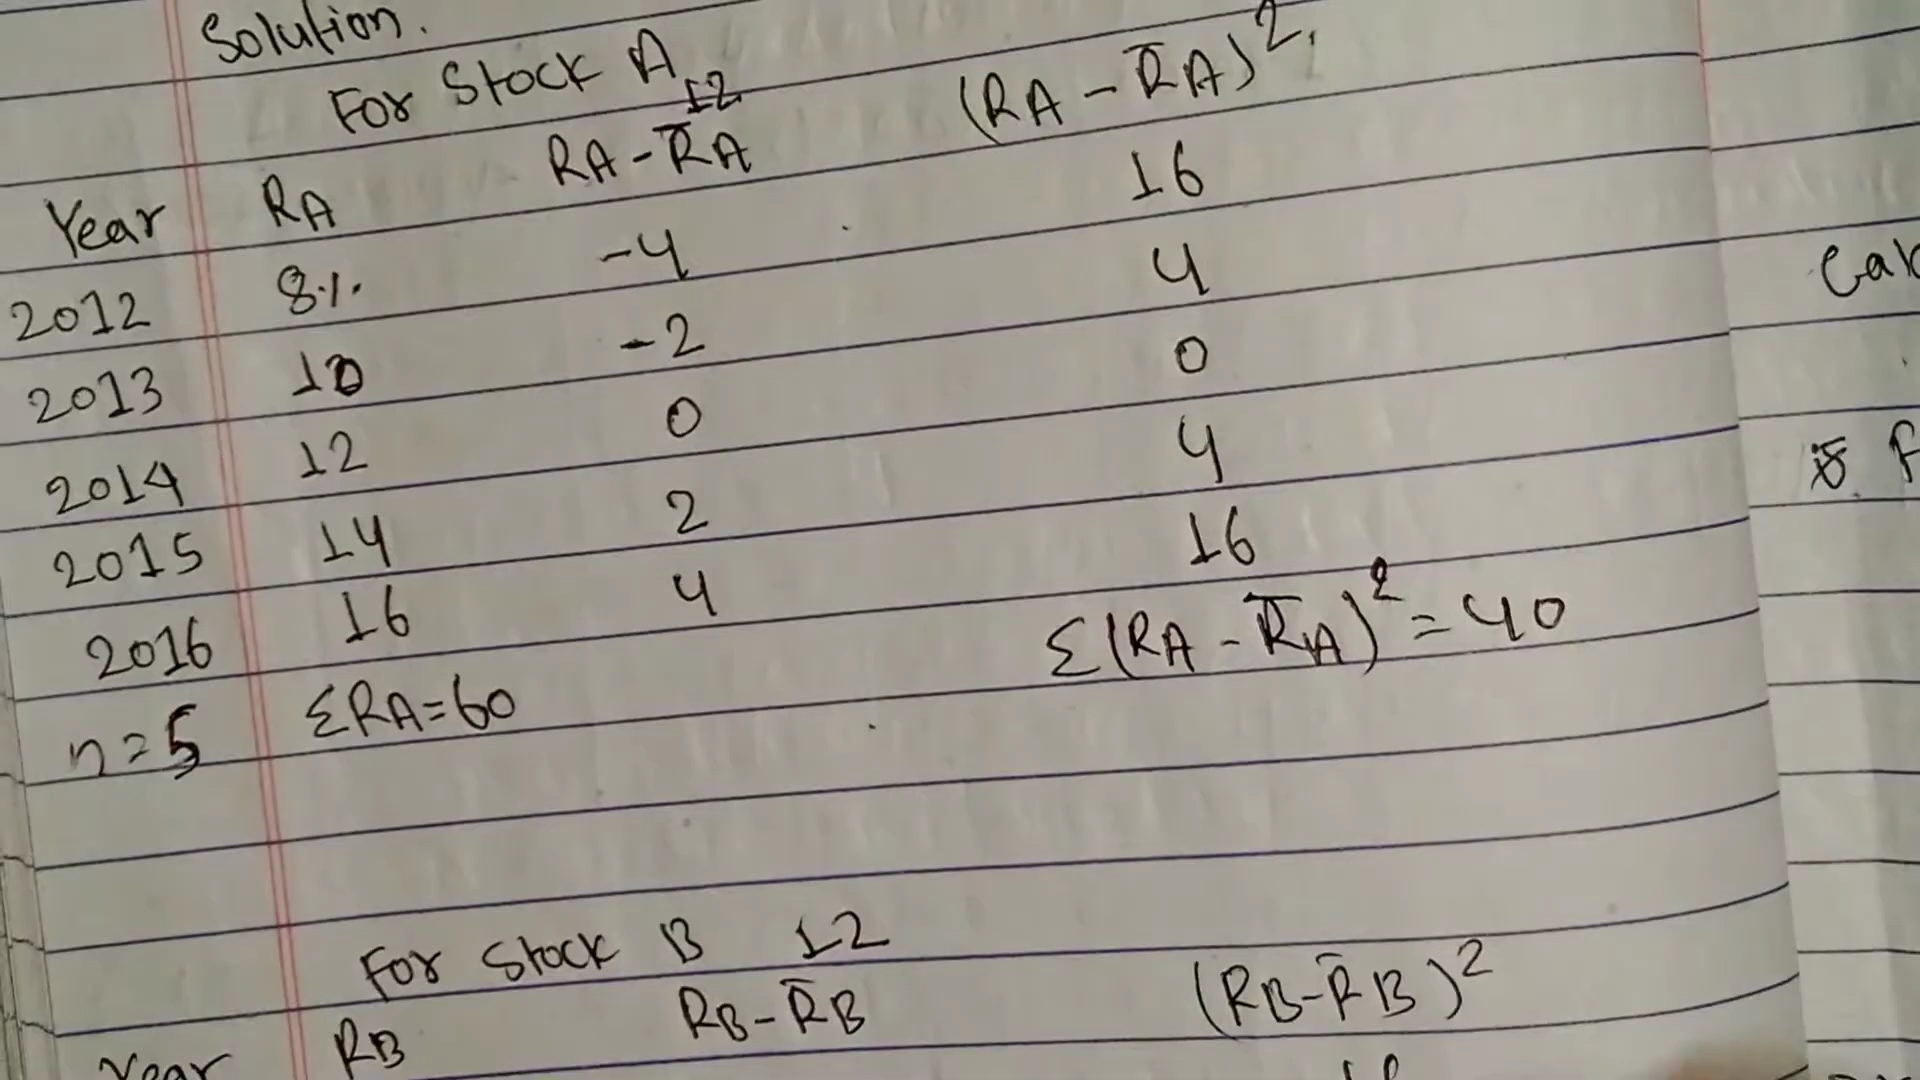 Solution.
For Stock A
12
Year RA RA-R̅A (RA-R̅A)²
2012 8% -4 16
2013 10 -2 4
2014 12 0 0
2015 14 2 4
2016 16 4 16
n=5 ΣRA=60 Σ(RA-R̅A)²=40
For Stock B 12
Year RB RB-R̅B (RB-R̅B)²